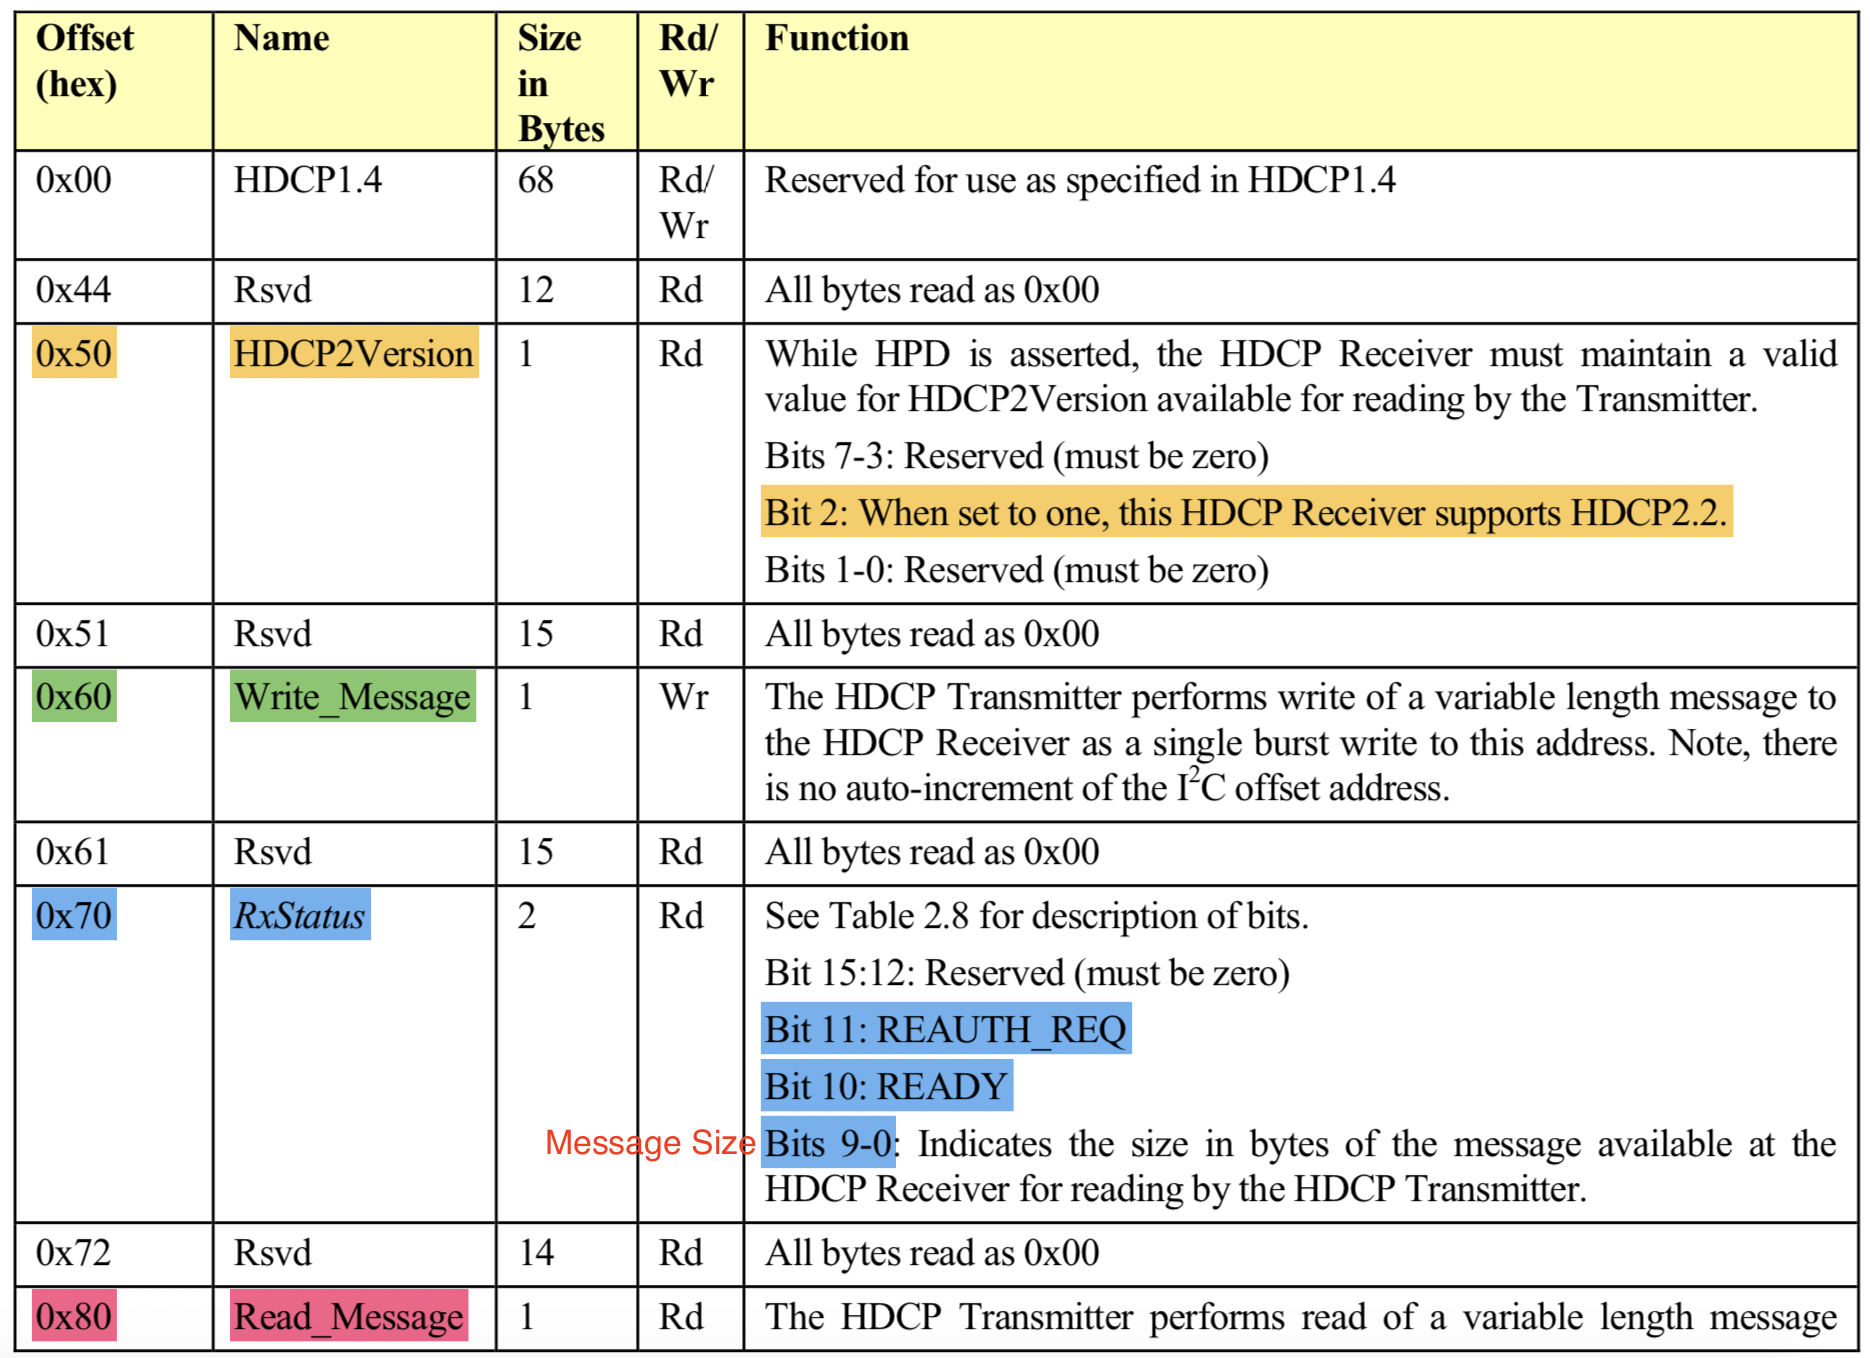 Offset (hex) Name Size in Bytes Rd/ Wr Function
0x00 HDCP1.4 68 Rd/ Wr Reserved for use as specified in HDCP1.4
0x44 Rsvd 12 Rd All bytes read as 0x00
0x50 HDCP2Version 1 Rd While HPD is asserted, the HDCP Receiver must maintain a valid
value for HDCP2Version available for reading by the Transmitter.
Bits 7-3: Reserved (must be zero)
Bit 2: When set to one, this HDCP Receiver supports HDCP2.2.
Bits 1-0: Reserved (must be zero)
0x51 Rsvd 15 Rd All bytes read as 0x00
0x60 Write_Message 1 Wr The HDCP Transmitter performs write of a variable length message to
the HDCP Receiver as a single burst write to this address. Note, there
is no auto-increment of the I²C offset address.
0x61 Rsvd 15 Rd All bytes read as 0x00
0x70 RxStatus 2 Rd See Table 2.8 for description of bits.
Bit 15:12: Reserved (must be zero)
Bit 11: REAUTH_REQ
Bit 10: READY
Message Size Bits 9-0: Indicates the size in bytes of the message available at the
HDCP Receiver for reading by the HDCP Transmitter.
0x72 Rsvd 14 Rd All bytes read as 0x00
0x80 Read_Message 1 Rd The HDCP Transmitter performs read of a variable length message